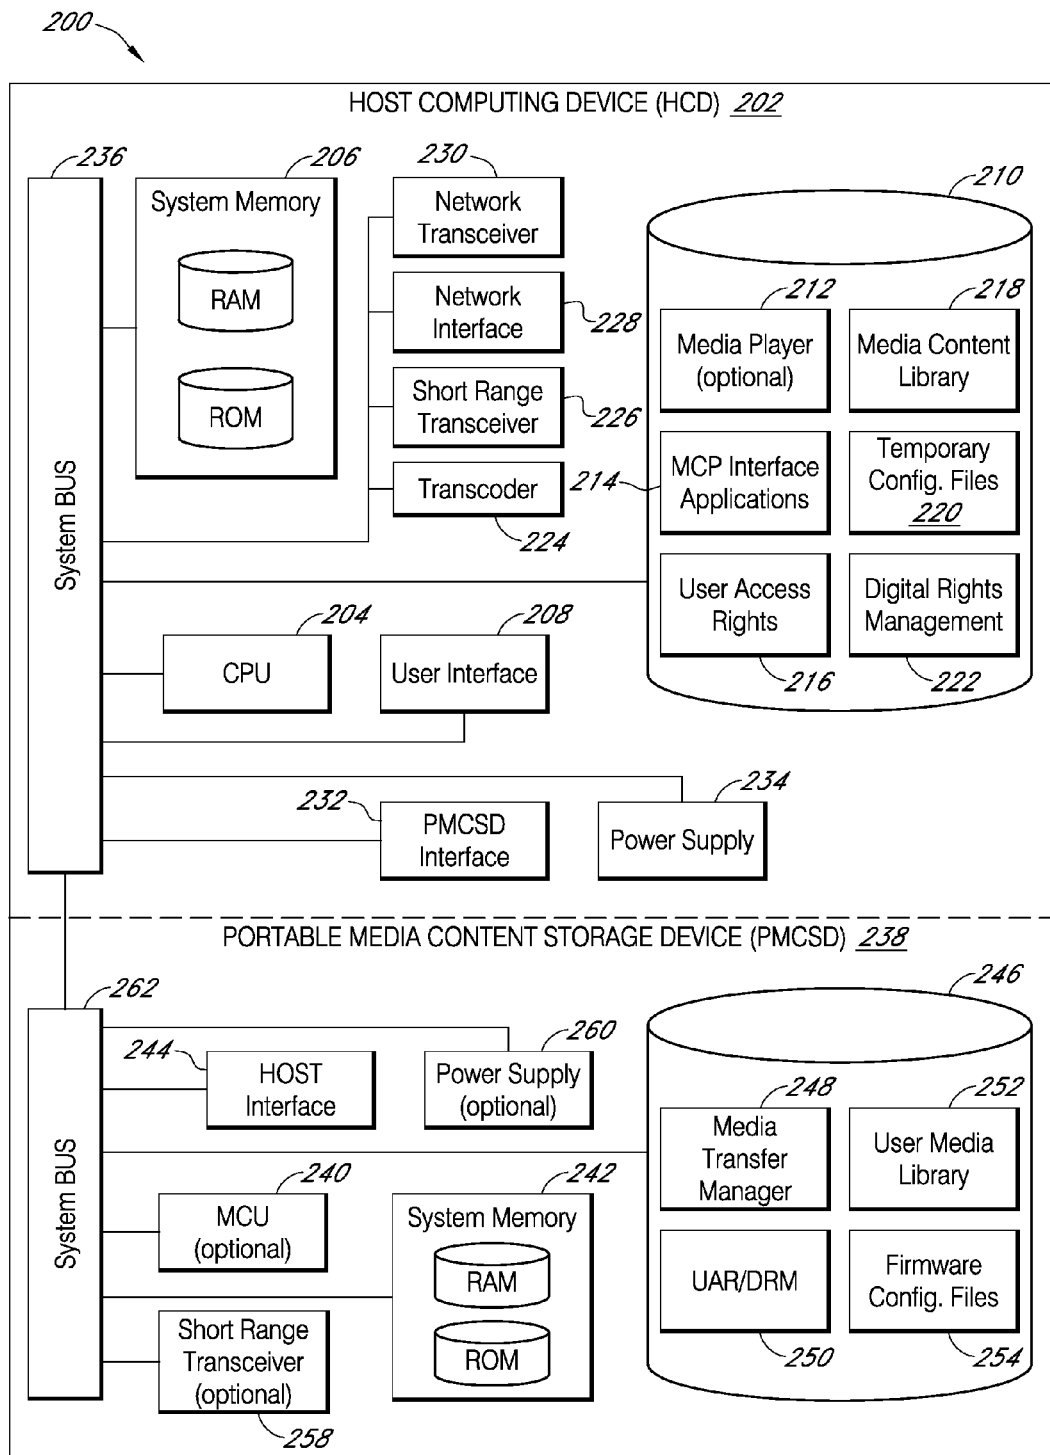 200
HOST COMPUTING DEVICE (HCD) 202
236
206
230
210
System Memory
RAM
ROM
Network
Transceiver
Network
Interface
228
Short Range
Transceiver
226
Transcoder
224
212
218
Media Player
(optional)
Media Content
Library
214
MCP Interface
Applications
Temporary
Config. Files
220
User Access
Rights
Digital Rights
Management
216
222
System BUS
204
208
CPU
User Interface
232
234
PMCSD
Interface
Power Supply
PORTABLE MEDIA CONTENT STORAGE DEVICE (PMCSD) 238
262
246
244
260
HOST
Interface
Power Supply
(optional)
248
252
Media
Transfer
Manager
User Media
Library
System BUS
240
242
MCU
(optional)
System Memory
RAM
ROM
UAR/DRM
Firmware
Config. Files
250
254
Short Range
Transceiver
(optional)
258